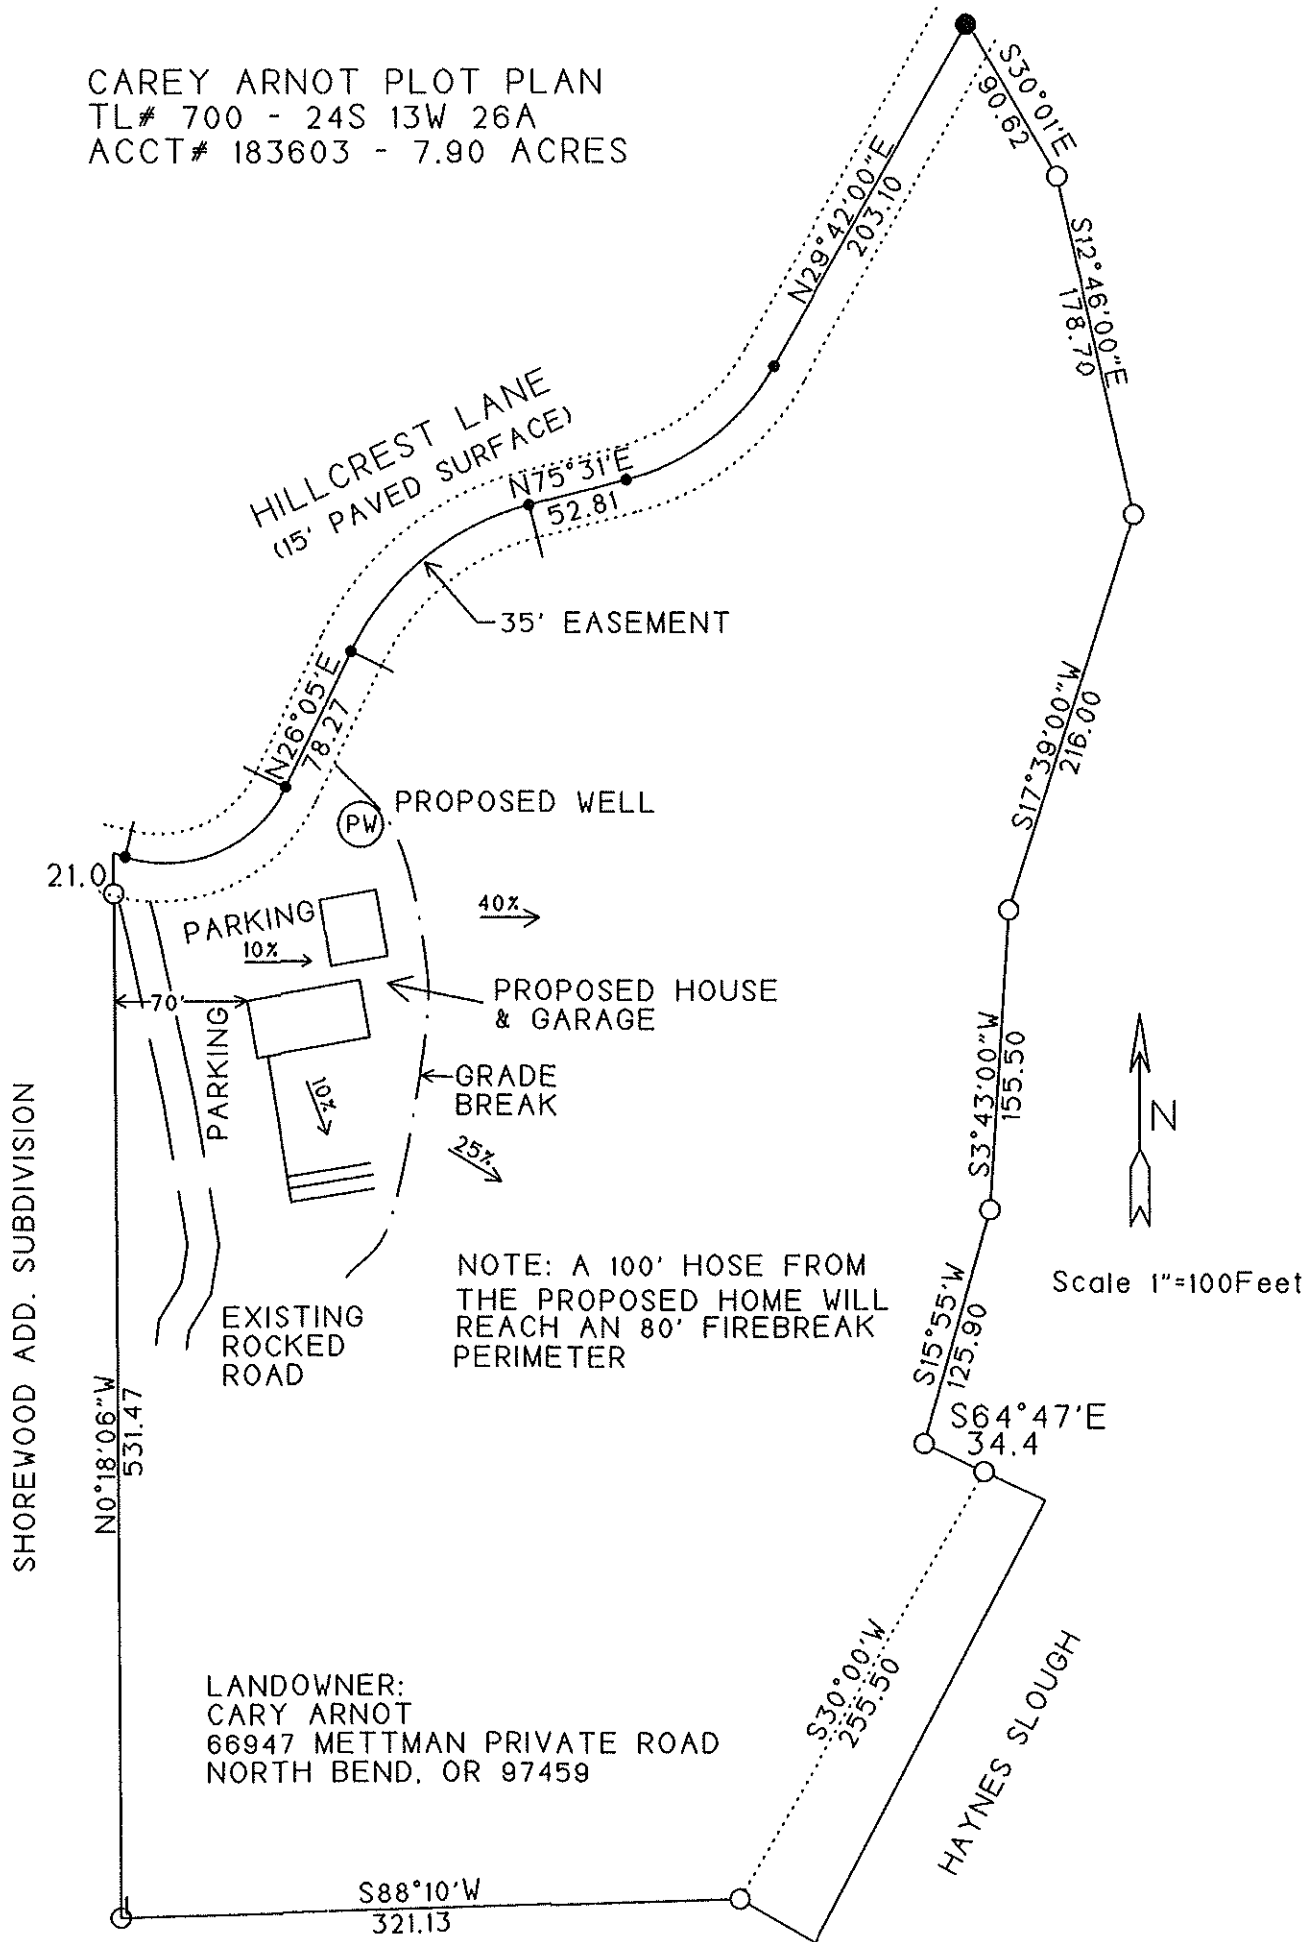 CAREY ARNOT PLOT PLAN
TL# 700 - 24S 13W 26A
ACCT# 183603 - 7.90 ACRES
S30°01'E
90.62
N29°42'00"E
203.10
S12°46'00"E
178.70
HILLCREST LANE
(15' PAVED SURFACE)
N75°31'E
52.81
35' EASEMENT
N26°05'E
78.27
S17°39'00"W
216.00
PROPOSED WELL
PW
21.0
PARKING
10%
40%
70'
PROPOSED HOUSE
& GARAGE
PARKING
10%
GRADE
BREAK
25%
S3°43'00"W
155.50
N
Scale 1"=100Feet
SHOREWOOD ADD. SUBDIVISION
NOTE: A 100' HOSE FROM
THE PROPOSED HOME WILL
REACH AN 80' FIREBREAK
PERIMETER
EXISTING
ROCKED
ROAD
S15°55'W
125.90
N0°18'06"W
531.47
S64°47'E
34.4
S30°00'W
255.50
HAYNES SLOUGH
LANDOWNER:
CARY ARNOT
66947 METTMAN PRIVATE ROAD
NORTH BEND, OR 97459
S88°10'W
321.13